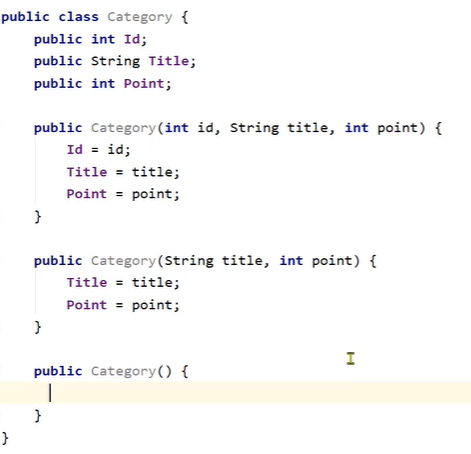 public class Category {
    public int Id;
    public String Title;
    public int Point;

    public Category(int id, String title, int point) {
        Id = id;
        Title = title;
        Point = point;
    }

    public Category(String title, int point) {
        Title = title;
        Point = point;
    }

    public Category() {

    }
}